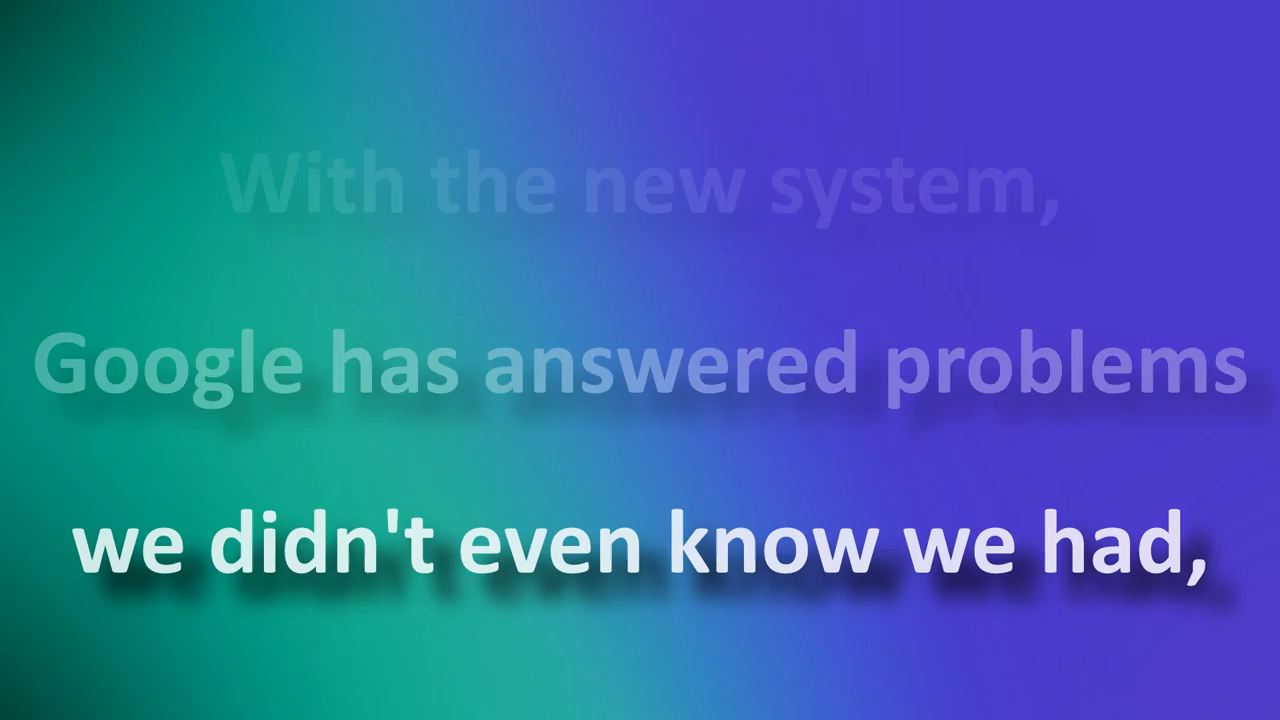 With the new system,
Google has answered problems
we didn't even know we had,